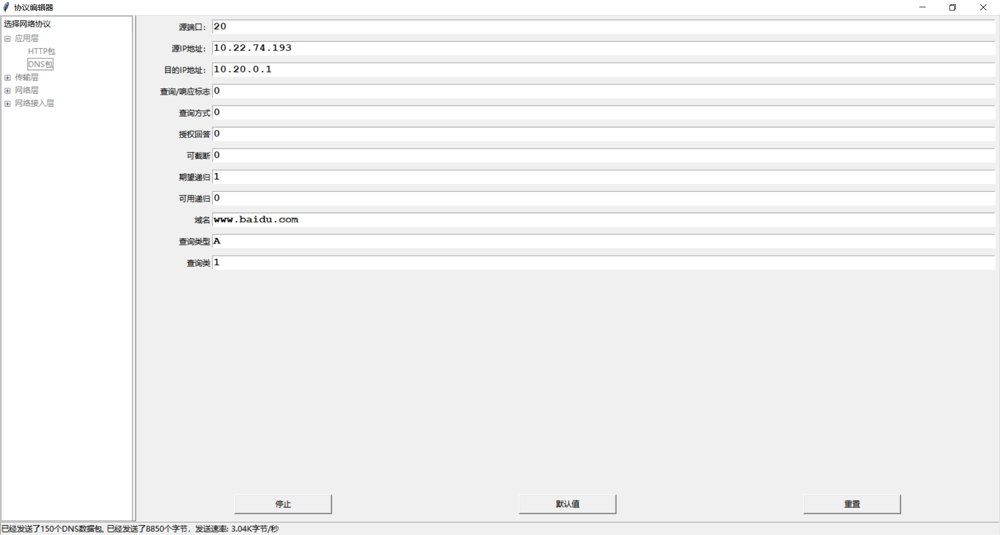 协议编辑器
选择网络协议
应用层
HTTP包
DNS包
传输层
网络层
网络接入层
源端口： 20
源IP地址： 10.22.74.193
目的IP地址： 10.20.0.1
查询/响应标志 0
查询方式 0
授权回答 0
可截断 0
期望递归 1
可用递归 0
域名 www.baidu.com
查询类型 A
查询类 1
停止 默认值 重置
已经发送了150个DNS数据包, 已经发送了8850个字节，发送速率: 3.04K字节/秒